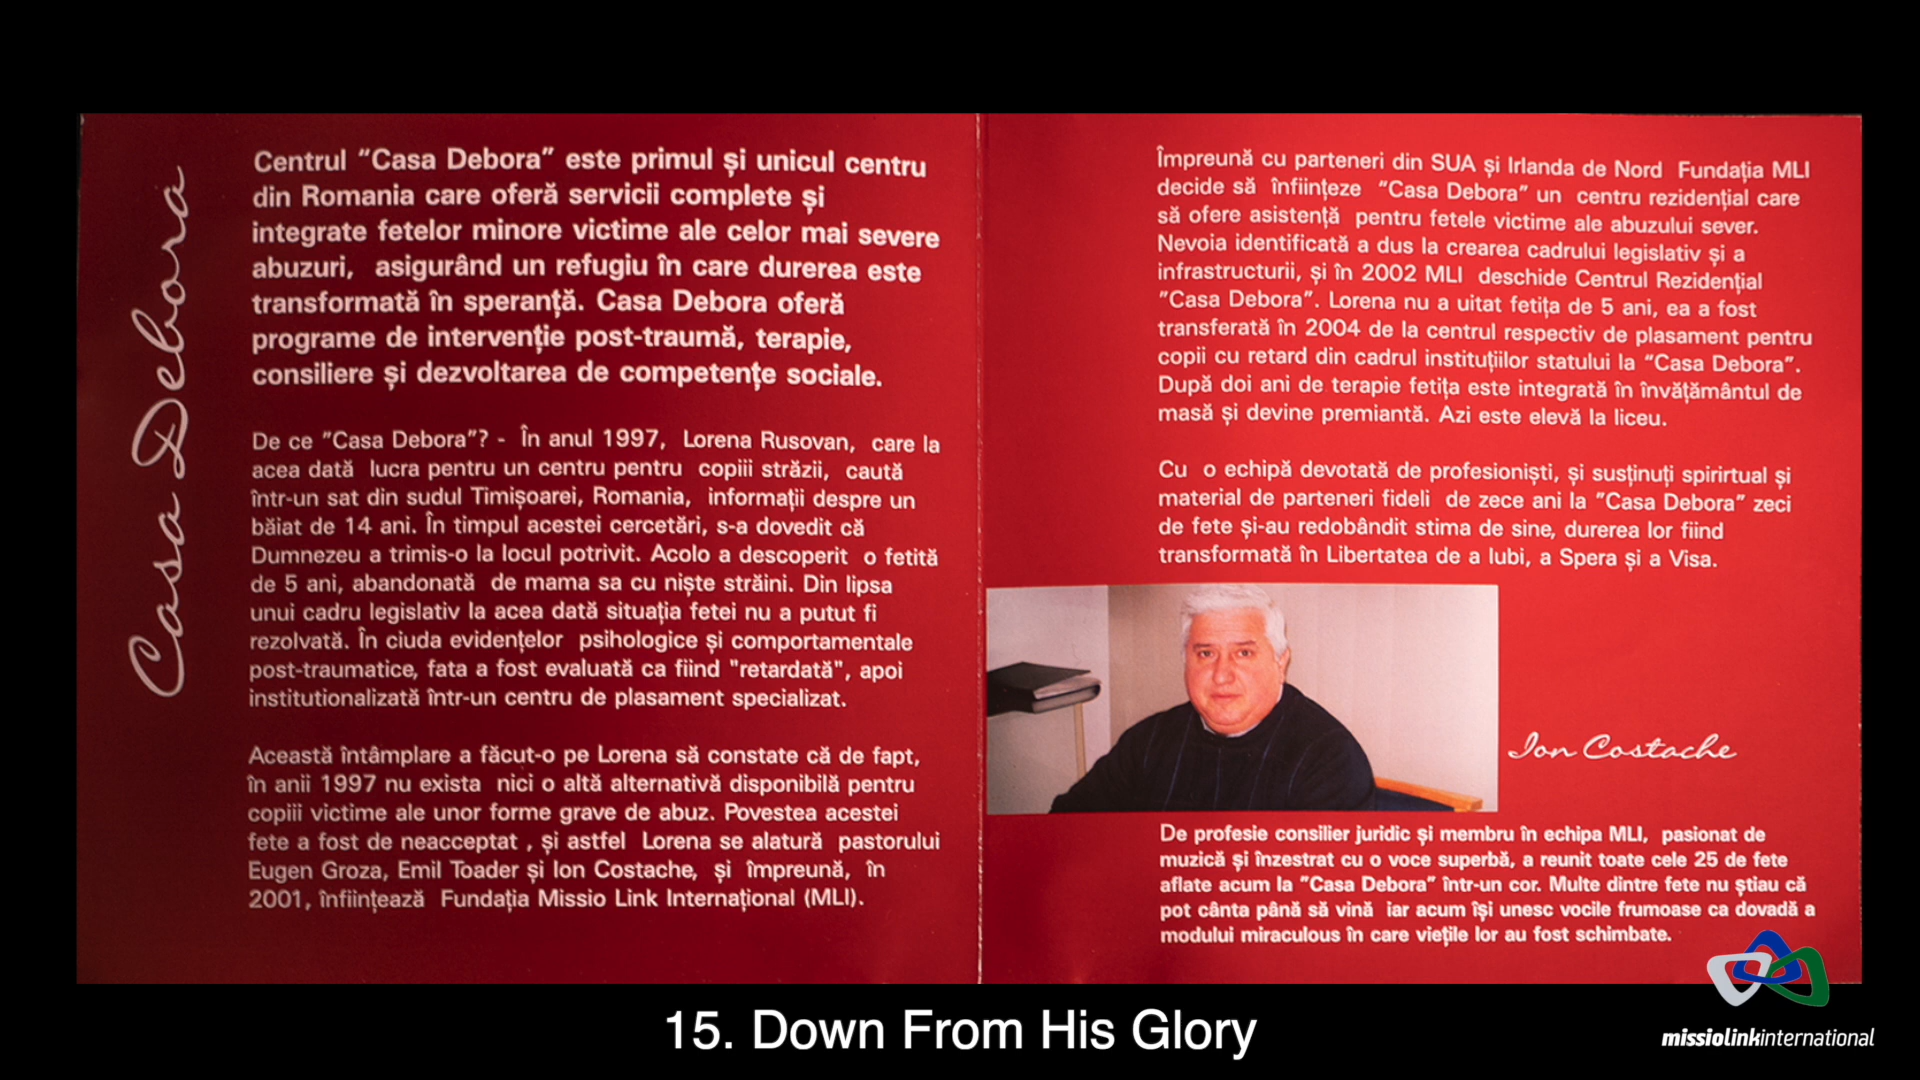 Casa Debora
Centrul "Casa Debora" este primul și unicul centru
din Romania care oferă servicii complete și
integrate fetelor minore victime ale celor mai severe
abuzuri, asigurând un refugiu în care durerea este
transformată în speranță. Casa Debora oferă
programe de intervenție post-traumă, terapie,
consiliere și dezvoltarea de competențe sociale.
De ce "Casa Debora"? - În anul 1997, Lorena Rusovan, care la
acea dată lucra pentru un centru pentru copiii străzii, caută
într-un sat din sudul Timișoarei, Romania, informații despre un
băiat de 14 ani. În timpul acestei cercetări, s-a dovedit că
Dumnezeu a trimis-o la locul potrivit. Acolo a descoperit o fetită
de 5 ani, abandonată de mama sa cu niște străini. Din lipsa
unui cadru legislativ la acea dată situația fetei nu a putut fi
rezolvată. În ciuda evidențelor psihologice și comportamentale
post-traumatice, fata a fost evaluată ca fiind "retardată", apoi
instituționalizată într-un centru de plasament specializat.
Această întâmplare a făcut-o pe Lorena să constate că de fapt,
în anii 1997 nu exista nici o altă alternativă disponibilă pentru
copiii victime ale unor forme grave de abuz. Povestea acestei
fete a fost de neacceptat , și astfel Lorena se alatură pastorului
Eugen Groza, Emil Toader și Ion Costache, și împreună, în
2001, înființează Fundația Missio Link Internațional (MLI).
Împreună cu parteneri din SUA și Irlanda de Nord Fundația MLI
decide să înființeze "Casa Debora" un centru rezidențial care
să ofere asistență pentru fetele victime ale abuzului sever.
Nevoia identificată a dus la crearea cadrului legislativ și a
infrastructurii, și în 2002 MLI deschide Centrul Rezidențial
"Casa Debora". Lorena nu a uitat fetița de 5 ani, ea a fost
transferată în 2004 de la centrul respectiv de plasament pentru
copii cu retard din cadrul instituțiilor statului la "Casa Debora".
După doi ani de terapie fetița este integrată în învățământul de
masă și devine premiantă. Azi este elevă la liceu.
Cu o echipă devotată de profesioniști, și susținuți spirirtual și
material de parteneri fideli de zece ani la "Casa Debora" zeci
de fete și-au redobândit stima de sine, durerea lor fiind
transformată în Libertatea de a Iubi, a Spera și a Visa.
Ion Costache
De profesie consilier juridic și membru în echipa MLI, pasionat de
muzică și înzestrat cu o voce superbă, a reunit toate cele 25 de fete
aflate acum la "Casa Debora" într-un cor. Multe dintre fete nu știau că
pot cânta până să vină iar acum își unesc vocile frumoase ca dovadă a
modului miraculous în care viețile lor au fost schimbate.
15. Down From His Glory
missiolinkinternational